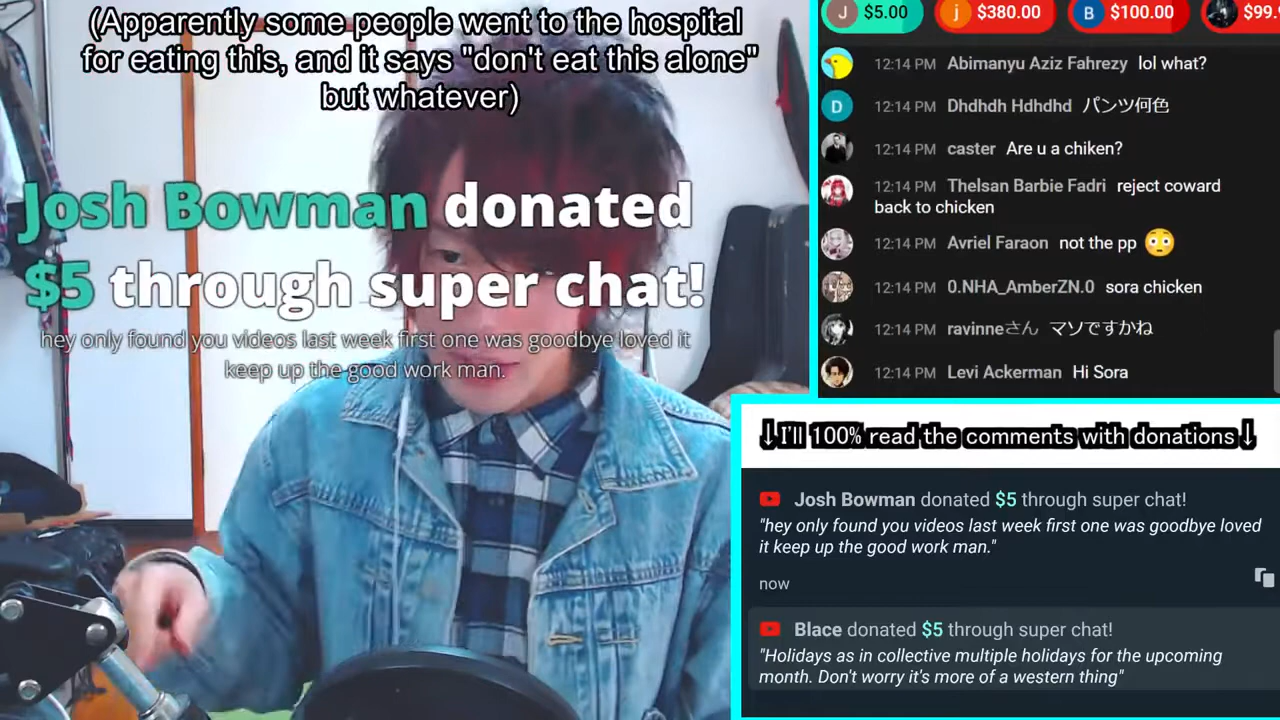 (Apparently some people went to the hospital
for eating this, and it says "don't eat this alone"
but whatever)
Josh Bowman donated
$5 through super chat!
hey only found you videos last week first one was goodbye loved it
keep up the good work man.
J $5.00 j $380.00 B $100.00
12:14 PM Abimanyu Aziz Fahrezy lol what?
D 12:14 PM Dhdhdh Hdhdhd パンツ何色
12:14 PM caster Are u a chiken?
12:14 PM Thelsan Barbie Fadri reject coward
back to chicken
12:14 PM Avriel Faraon not the pp 😳
12:14 PM 0.NHA_AmberZN.0 sora chicken
12:14 PM ravinneさん マソですかね
12:14 PM Levi Ackerman Hi Sora
↓I'll 100% read the comments with donations↓
Josh Bowman donated $5 through super chat!
"hey only found you videos last week first one was goodbye loved
it keep up the good work man."
now
Blace donated $5 through super chat!
"Holidays as in collective multiple holidays for the upcoming
month. Don't worry it's more of a western thing"